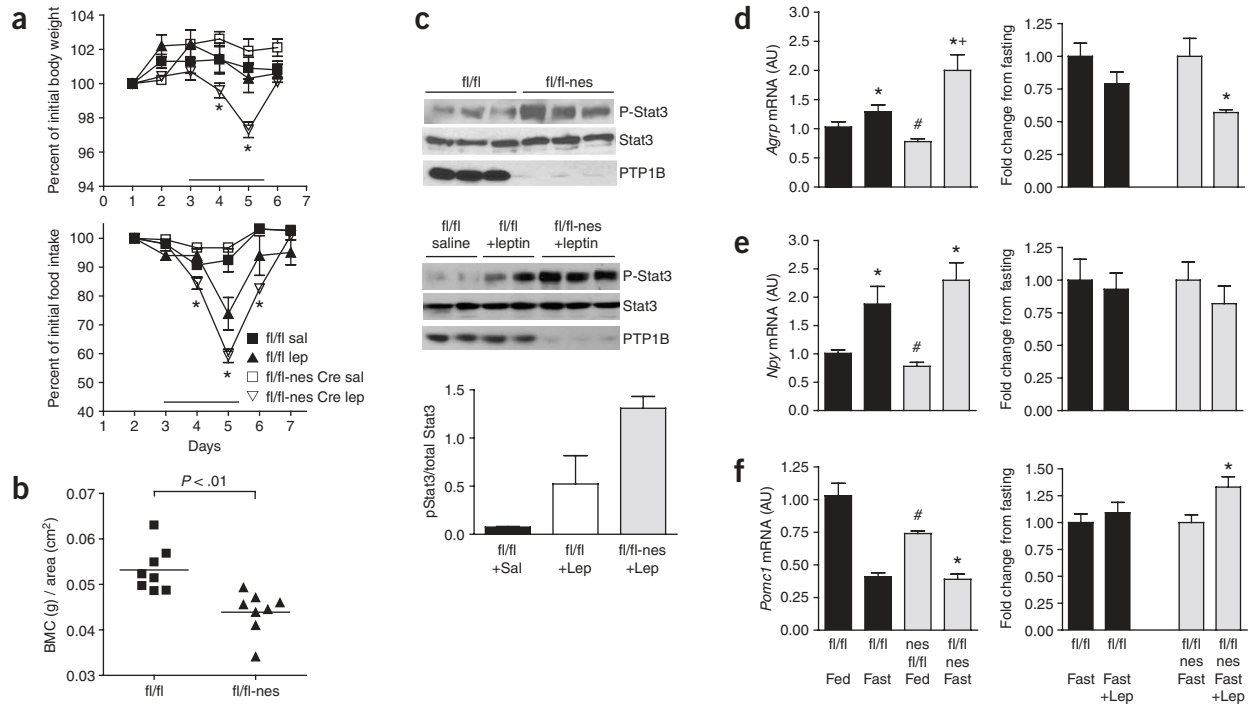 a
Percent of initial body weight
104
102
100
98
96
94
0 1 2 3 4 5 6 7
*
*
Percent of initial food intake
100
90
80
70
60
50
40
1 2 3 4 5 6 7
Days
*
*
*
fl/fl sal
fl/fl lep
fl/fl-nes Cre sal
fl/fl-nes Cre lep
b
P < .01
BMC (g) / area (cm2)
0.07
0.06
0.05
0.04
0.03
fl/fl
fl/fl-nes
c
fl/fl fl/fl-nes
P-Stat3
Stat3
PTP1B
fl/fl saline
fl/fl +leptin
fl/fl-nes +leptin
P-Stat3
Stat3
PTP1B
pStat3/total Stat3
1.5
1.0
0.5
0.0
fl/fl +Sal
fl/fl +Lep
fl/fl-nes +Lep
d
Agrp mRNA (AU)
3.0
2.5
2.0
1.5
1.0
0.5
0.0
*
#
*+
Fold change from fasting
1.25
1.00
0.75
0.50
0.25
0.00
*
e
Npy mRNA (AU)
3.0
2.5
2.0
1.5
1.0
0.5
0.0
*
#
*
Fold change from fasting
1.25
1.00
0.75
0.50
0.25
0.00
f
Pomc1 mRNA (AU)
1.25
1.00
0.75
0.50
0.25
0.00
#
*
fl/fl fl/fl nes fl/fl
fl/fl nes
Fed Fast Fed Fast
Fold change from fasting
1.50
1.25
1.00
0.75
0.50
0.25
0.00
*
fl/fl fl/fl fl/fl fl/fl
nes nes
Fast Fast Fast Fast
+Lep +Lep